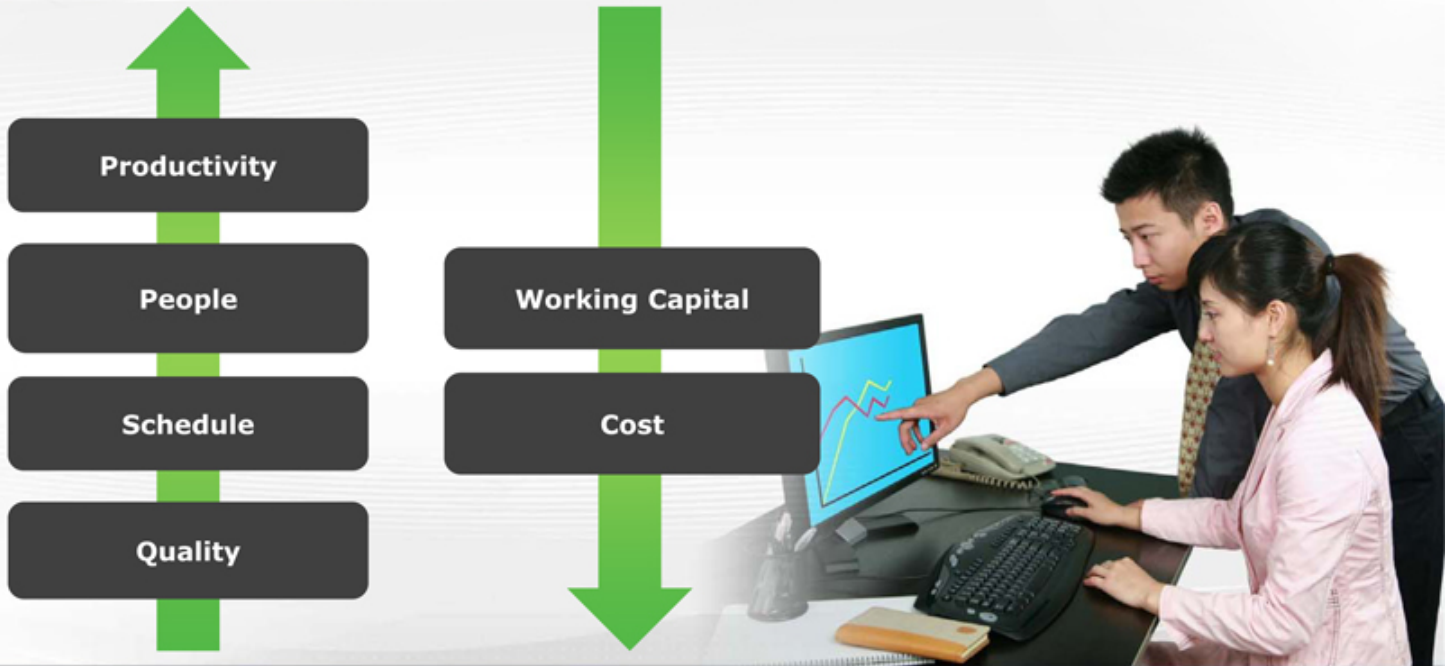 Productivity
People
Schedule
Quality
Working Capital
Cost